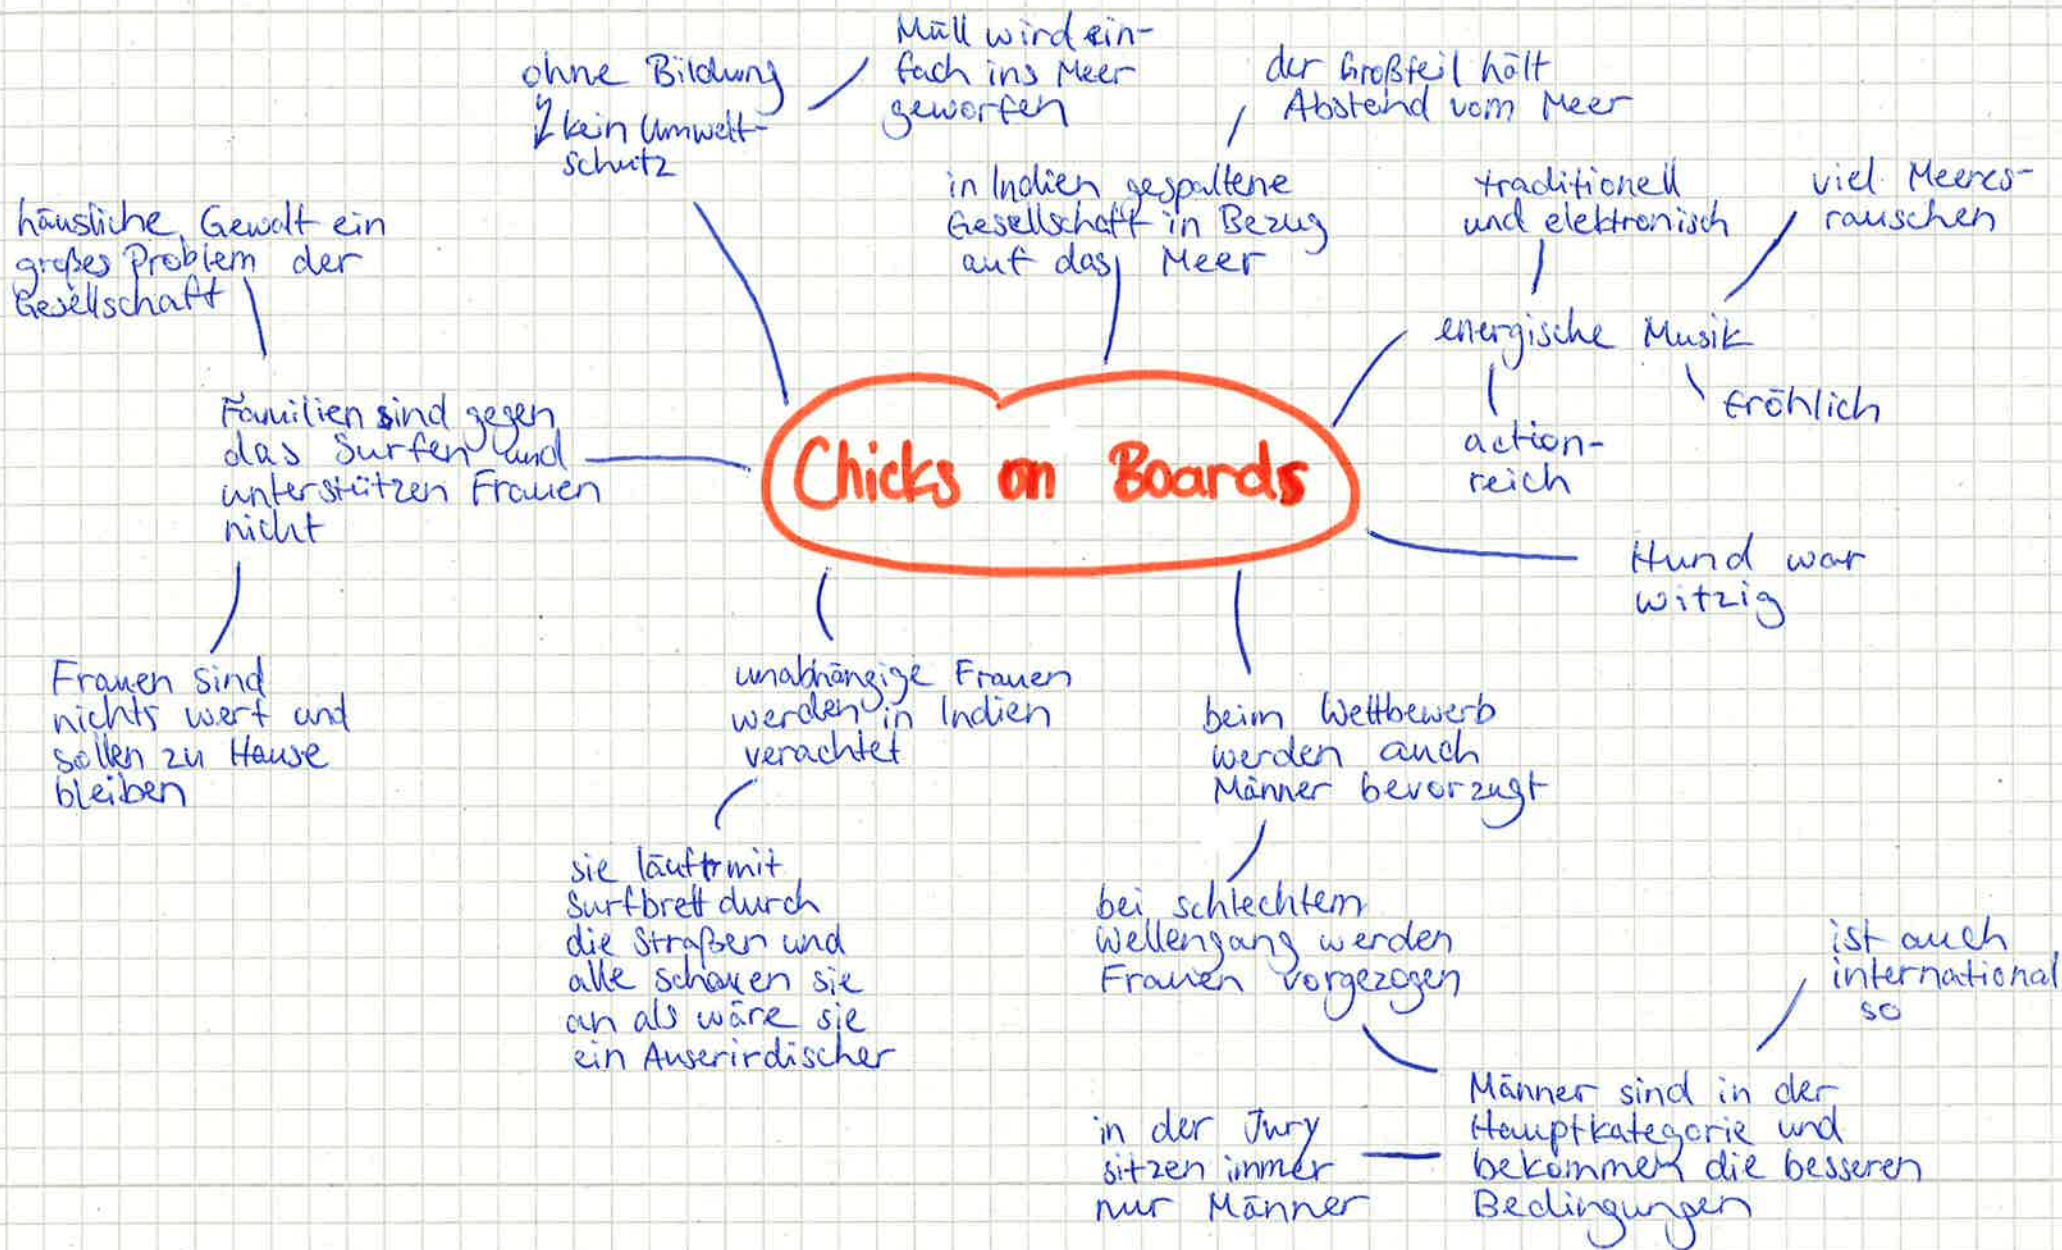 ohne Bildung
kein Umwelt-
schutz
Müll wird ein-
fach ins Meer
geworfen
der Großteil hält
Abstand vom Meer
in Indien gespaltene
Gesellschaft in Bezug
auf das Meer
traditionell
und elektronisch
viel Meeres-
rauschen
energische Musik
action-
reich
fröhlich
häusliche Gewalt ein
großes Problem der
Gesellschaft
Familien sind gegen
das Surfen und
unterstützen Frauen
nicht
Chicks on Boards
Hund war
witzig
Frauen sind
nichts wert und
sollen zu Hause
bleiben
unabhängige Frauen
werden in Indien
verachtet
sie läuft mit
Surfbrett durch
die Straßen und
alle schauen sie
an als wäre sie
ein Auserirdischer
beim Wettbewerb
werden auch
Männer bevorzugt
bei schlechtem
Wellengang werden
Frauen vorgezogen
ist auch
international
so
Männer sind in der
Hauptkategorie und
bekommen die besseren
Bedingungen
in der Jury
sitzen immer
nur Männer